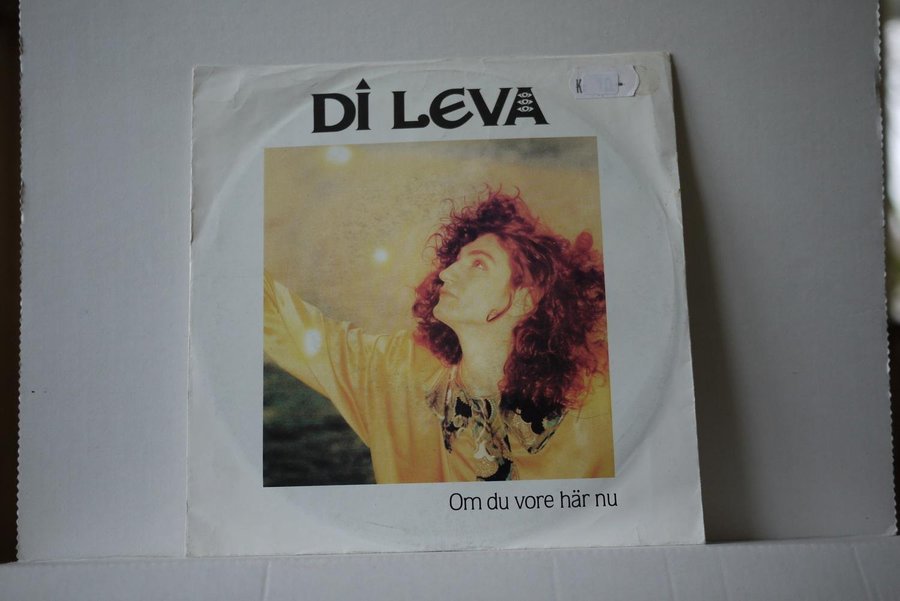 DI LEVA
K
Om du vore här nu